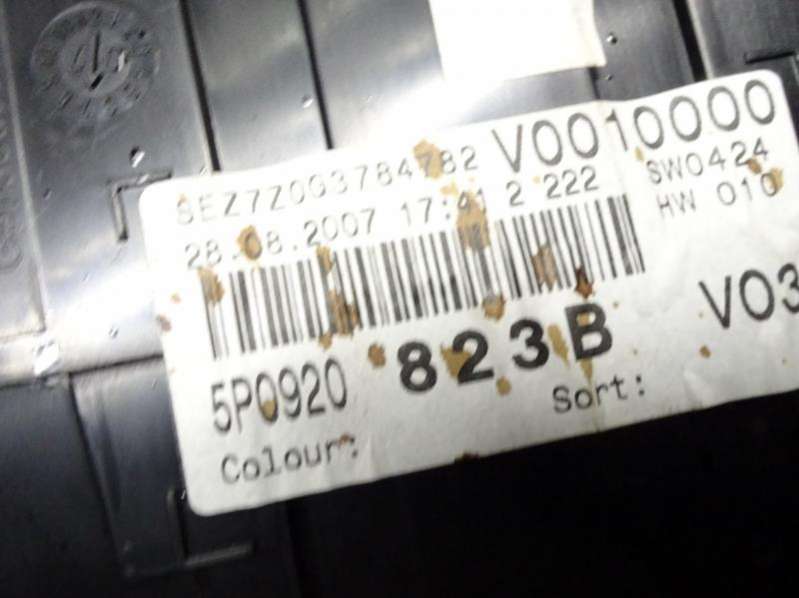 SEZ7Z0G3784782 V0010000
28.08.2007 17:41 2 222 SW0424
HW 010
5P0920 823B V03
Colour: Sort: